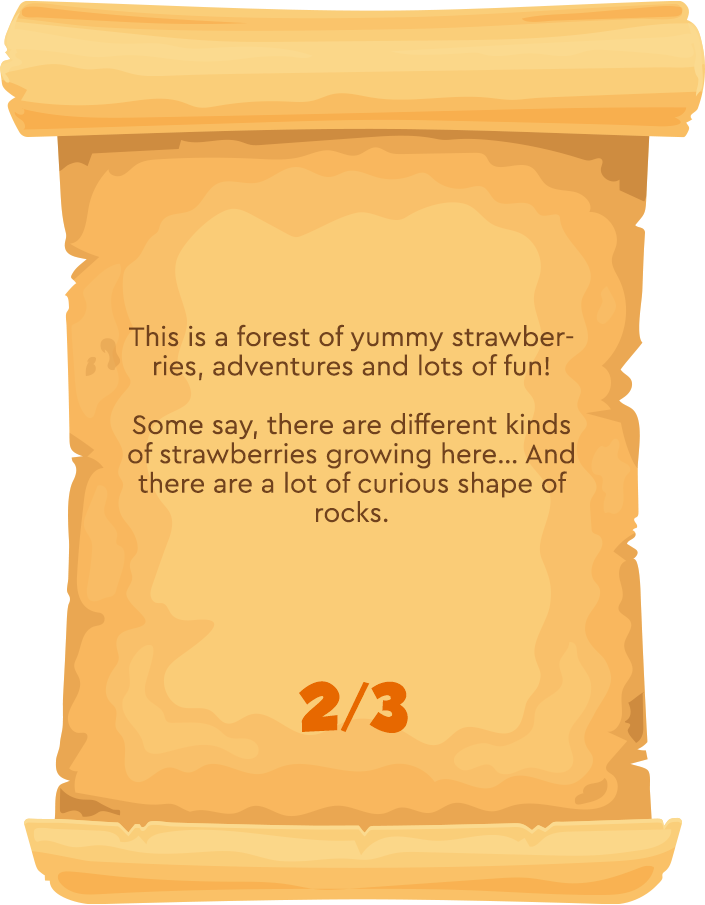 This is a forest of yummy strawber-
ries, adventures and lots of fun!
Some say, there are different kinds
of strawberries growing here... And
there are a lot of curious shape of
rocks.
2/3